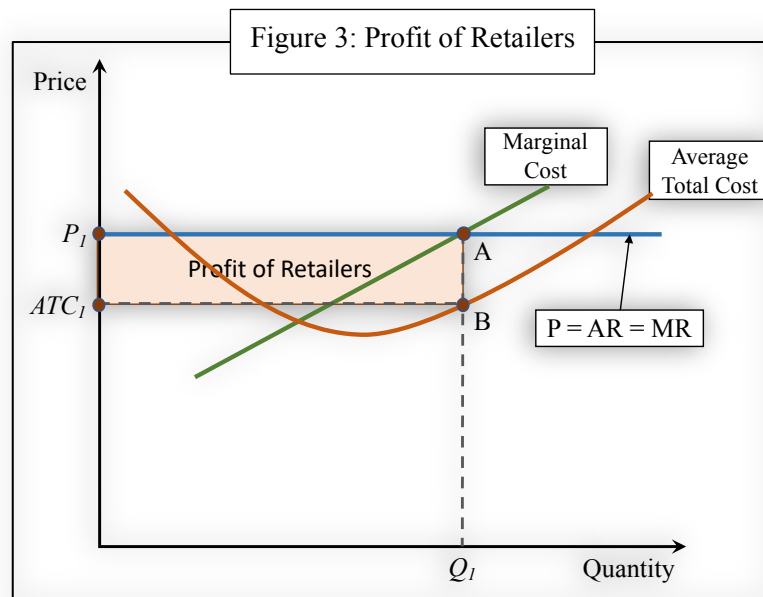 Figure 3: Profit of Retailers
Price
Marginal
Cost
Average
Total Cost
P1
A
Profit of Retailers
ATC1
B
P = AR = MR
Q1
Quantity